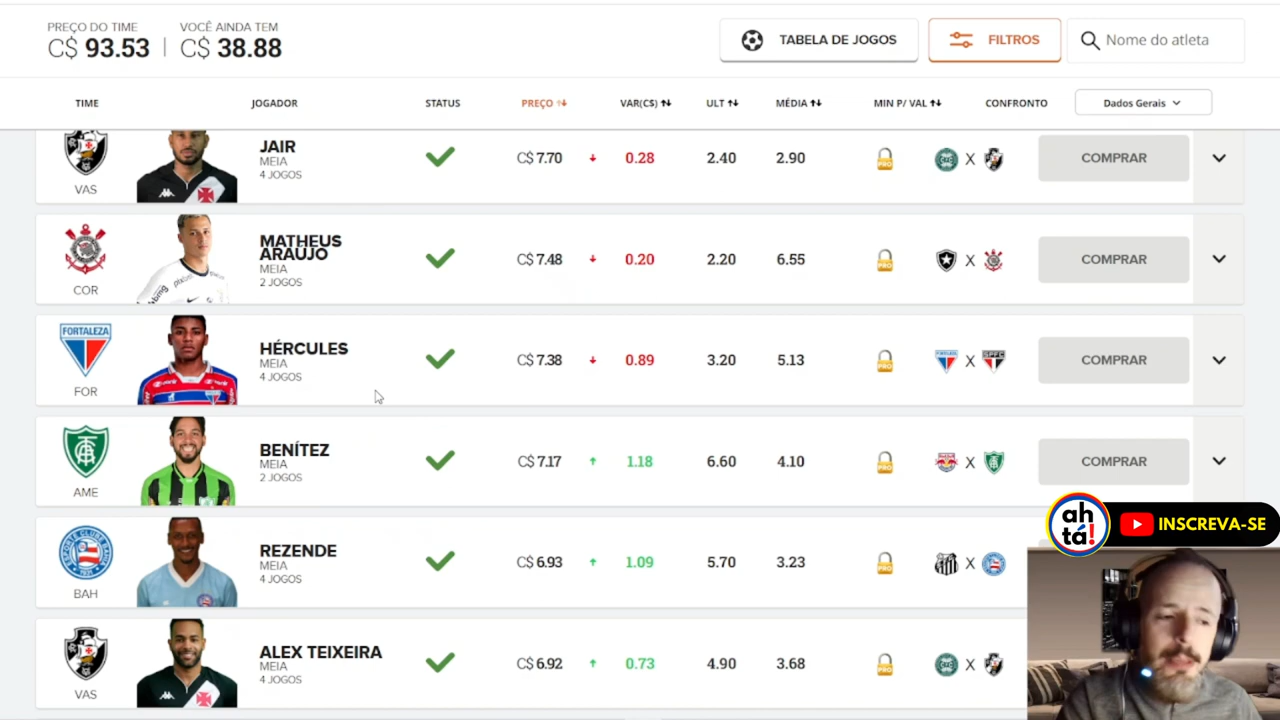 PREÇO DO TIME
VOCÊ AINDA TEM
C$ 93.53
C$ 38.88
TABELA DE JOGOS
FILTROS
Nome do atleta
TIME
JOGADOR
STATUS
PREÇO
VAR(C$)
ULT
MÉDIA
MIN P/ VAL
CONFRONTO
Dados Gerais
VAS
JAIR
MEIA
4 JOGOS
C$ 7.70
0.28
2.40
2.90
PRO
X
COMPRAR
COR
MATHEUS
ARAÚJO
MEIA
2 JOGOS
C$ 7.48
0.20
2.20
6.55
PRO
X
COMPRAR
FORTALEZA
FOR
HÉRCULES
MEIA
4 JOGOS
C$ 7.38
0.89
3.20
5.13
PRO
X
COMPRAR
AME
BENÍTEZ
MEIA
2 JOGOS
C$ 7.17
1.18
6.60
4.10
PRO
X
COMPRAR
BAH
REZENDE
MEIA
4 JOGOS
C$ 6.93
1.09
5.70
3.23
PRO
X
VAS
ALEX TEIXEIRA
MEIA
4 JOGOS
C$ 6.92
0.73
4.90
3.68
PRO
X
ah
tá!
INSCREVA-SE